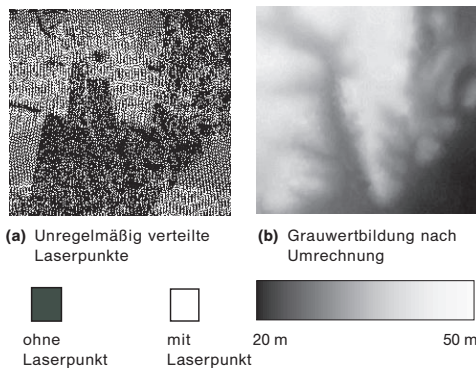 (a) Unregelmäßig verteilte
Laserpunkte
(b) Grauwertbildung nach
Umrechnung
ohne
Laserpunkt
mit
Laserpunkt
20 m
50 m